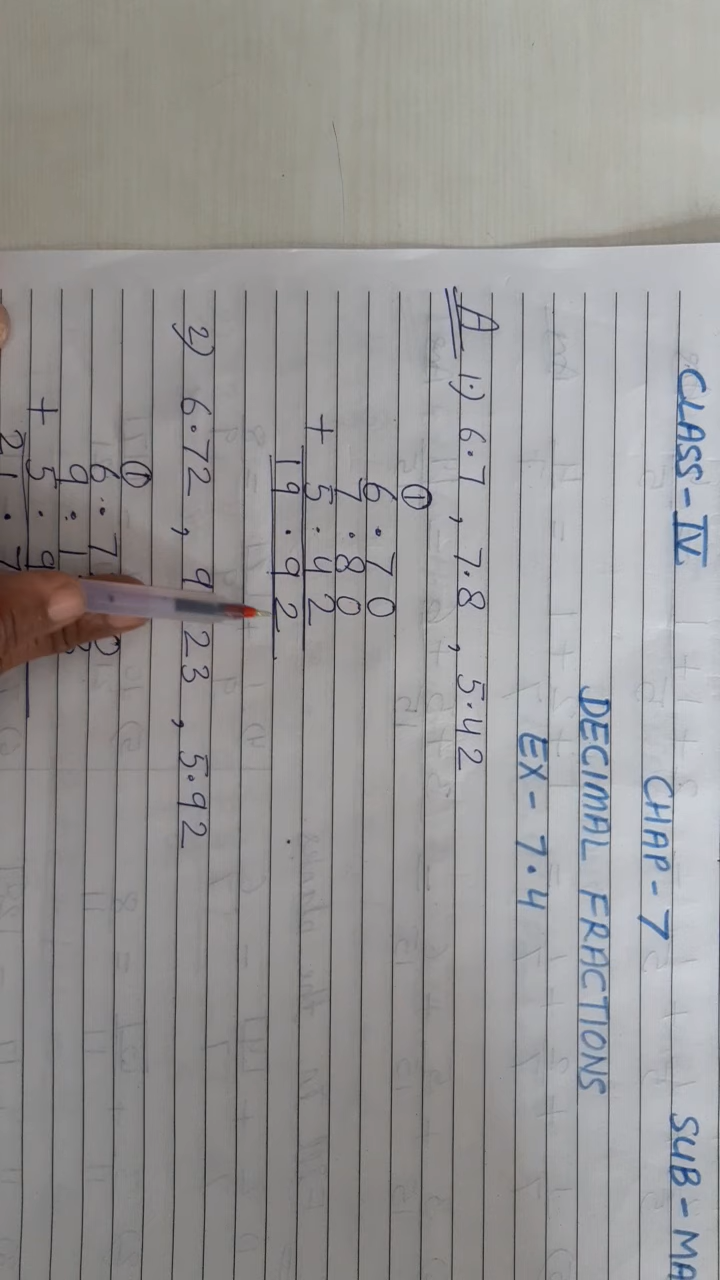 CLASS-IV CHAP-7 SUB-MA
DECIMAL FRACTIONS
EX-7.4
A 1.) 6.7, 7.8, 5.42
1
6.70
7.80
+ 5.42
19.92
2) 6.72, 9 23, 5.92
1
6.7
9.1
+ 5.9
21.7